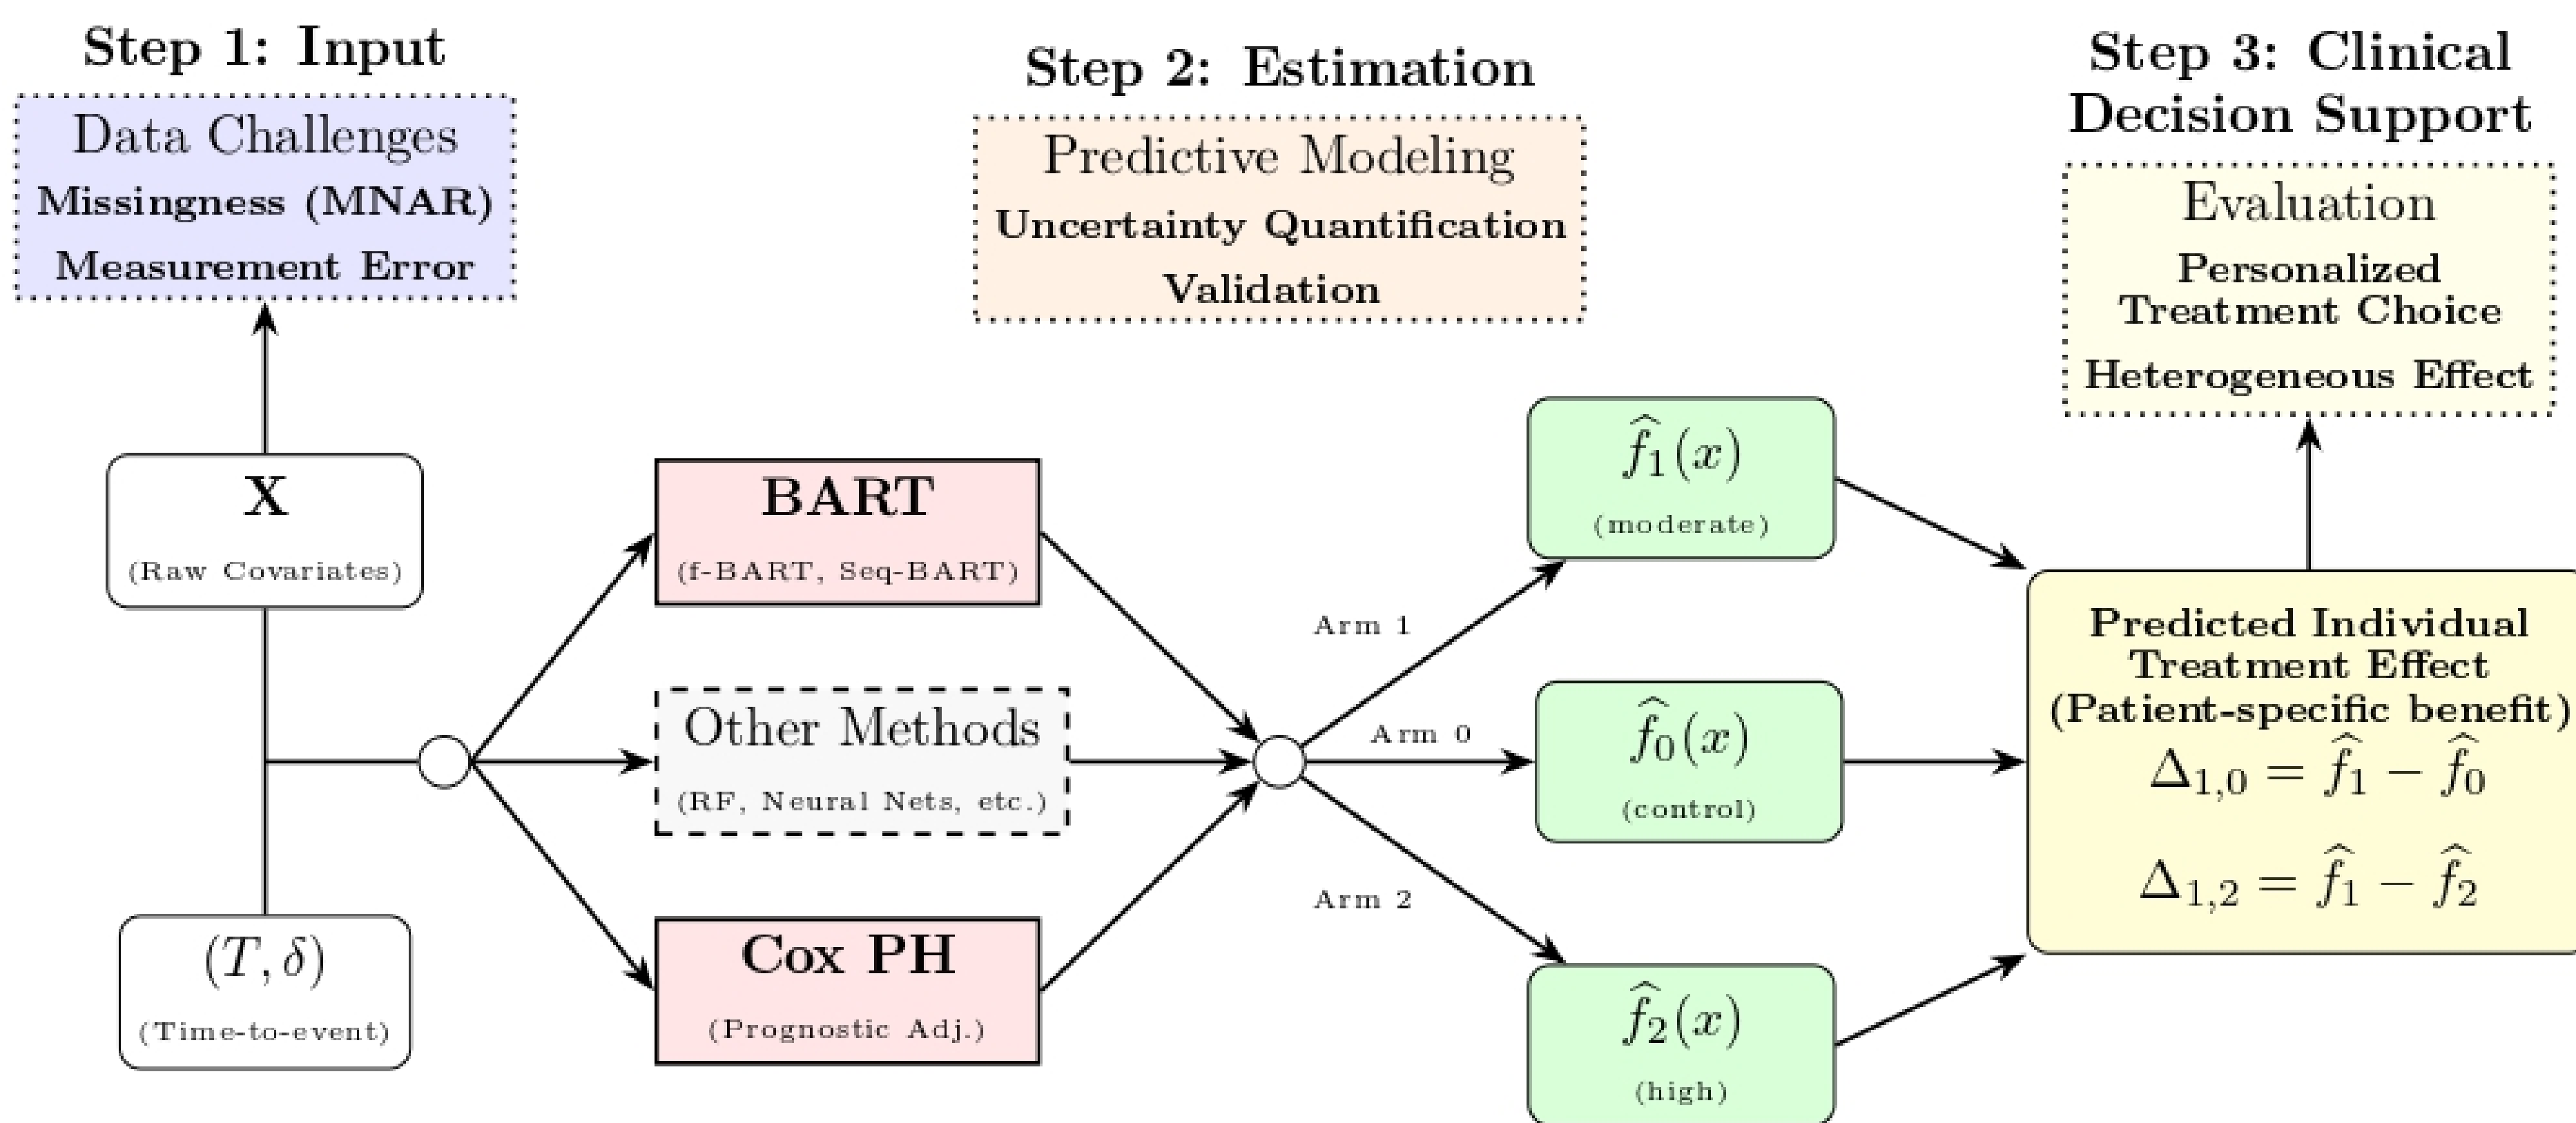 Step 1: Input
Data Challenges
Missingness (MNAR)
Measurement Error
X
(Raw Covariates)
(T, δ)
(Time-to-event)
Step 2: Estimation
Predictive Modeling
Uncertainty Quantification
Validation
BART
(f-BART, Seq-BART)
Other Methods
(RF, Neural Nets, etc.)
Cox PH
(Prognostic Adj.)
Arm 1
Arm 0
Arm 2
f̂₁(x)
(moderate)
f̂₀(x)
(control)
f̂₂(x)
(high)
Step 3: Clinical
Decision Support
Evaluation
Personalized
Treatment Choice
Heterogeneous Effect
Predicted Individual
Treatment Effect
(Patient-specific benefit)
Δ₁,₀ = f̂₁ − f̂₀
Δ₁,₂ = f̂₁ − f̂₂